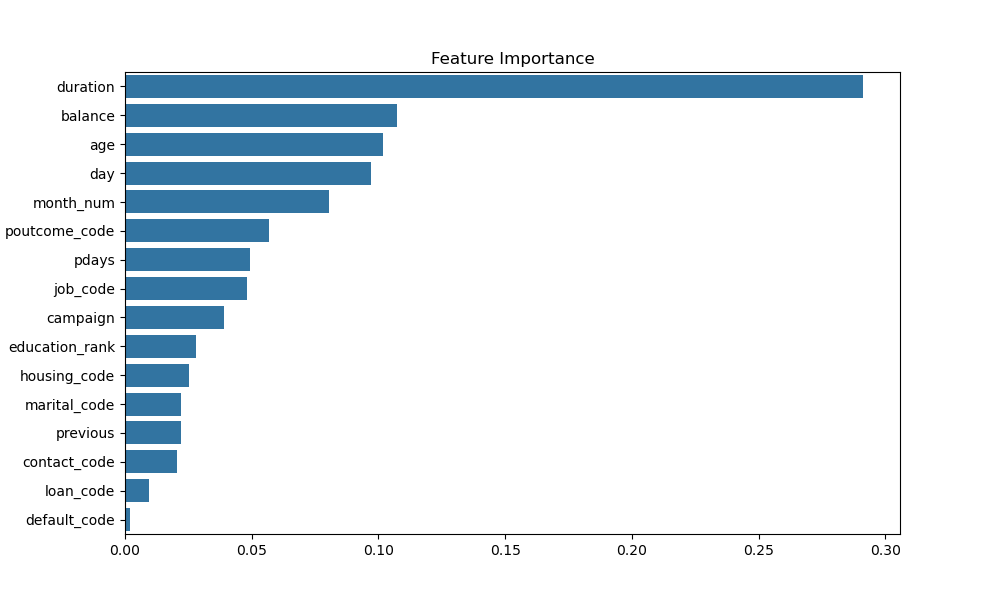 Feature Importance
duration
balance
age
day
month_num
poutcome_code
pdays
job_code
campaign
education_rank
housing_code
marital_code
previous
contact_code
loan_code
default_code
0.00 0.05 0.10 0.15 0.20 0.25 0.30